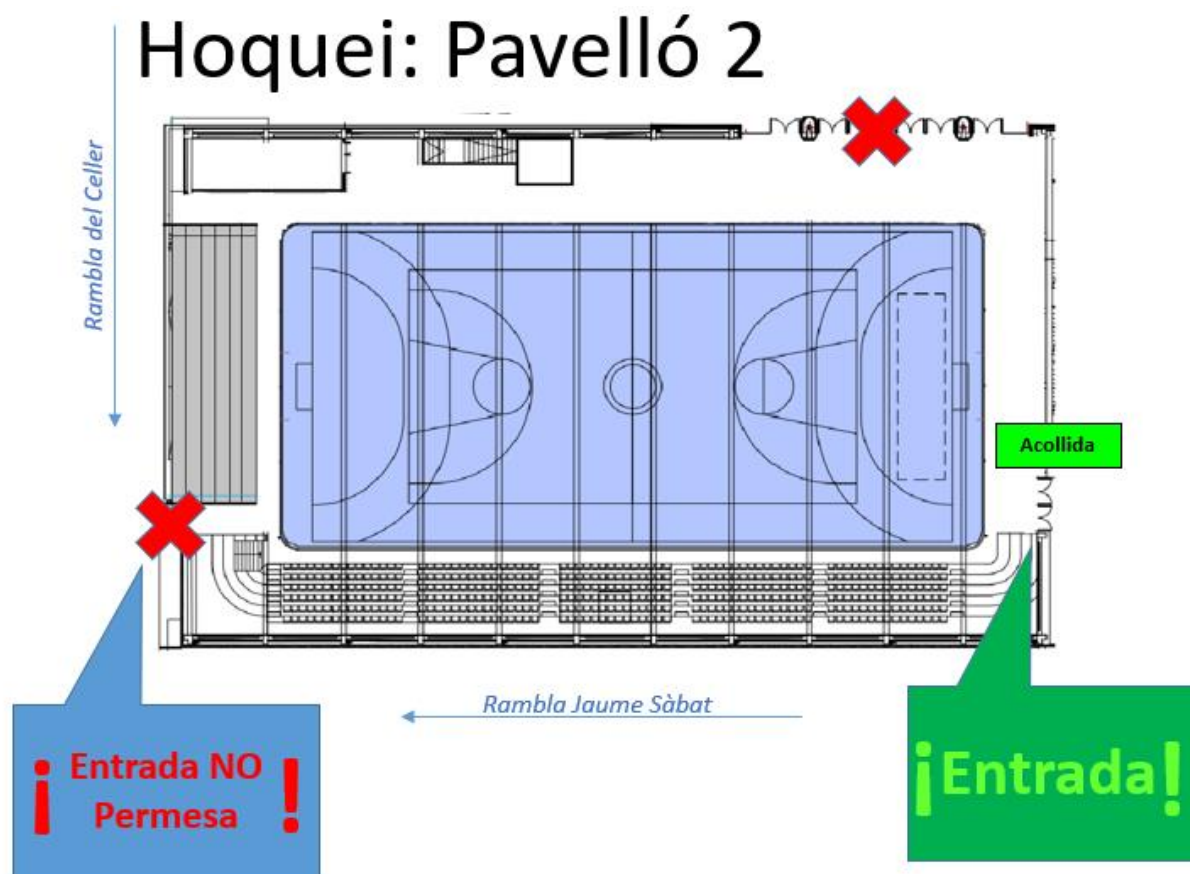 Hoquei: Pavelló 2
Rambla del Celler
Acollida
Rambla Jaume Sàbat
¡ Entrada NO
Permesa !
¡Entrada!